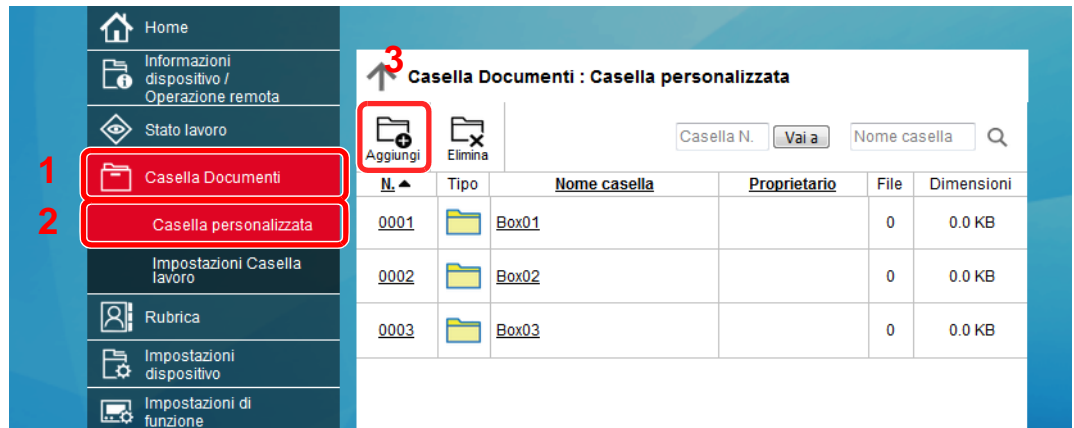 Home
Informazioni
dispositivo /
Operazione remota
Stato lavoro
1
Casella Documenti
2
Casella personalizzata
Impostazioni Casella
lavoro
Rubrica
Impostazioni
dispositivo
Impostazioni di
funzione
3
Casella Documenti : Casella personalizzata
Aggiungi Elimina Casella N. Vai a Nome casella
N. Tipo Nome casella Proprietario File Dimensioni
0001 Box01 0 0.0 KB
0002 Box02 0 0.0 KB
0003 Box03 0 0.0 KB